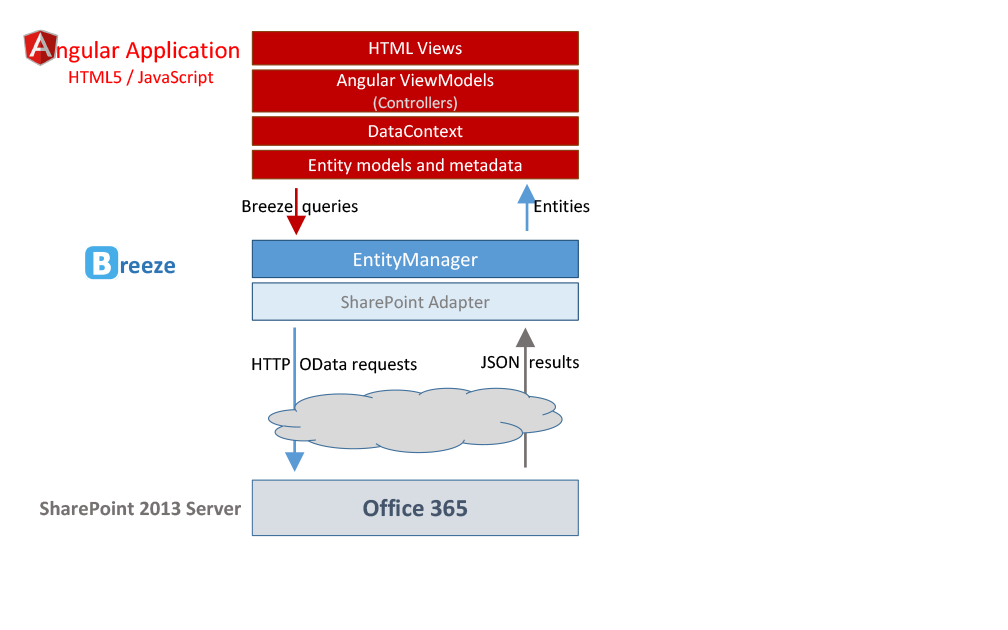 Angular Application
HTML5 / JavaScript
HTML Views
Angular ViewModels
(Controllers)
DataContext
Entity models and metadata
Breeze queries
Entities
Breeze
EntityManager
SharePoint Adapter
HTTP OData requests
JSON results
SharePoint 2013 Server
Office 365